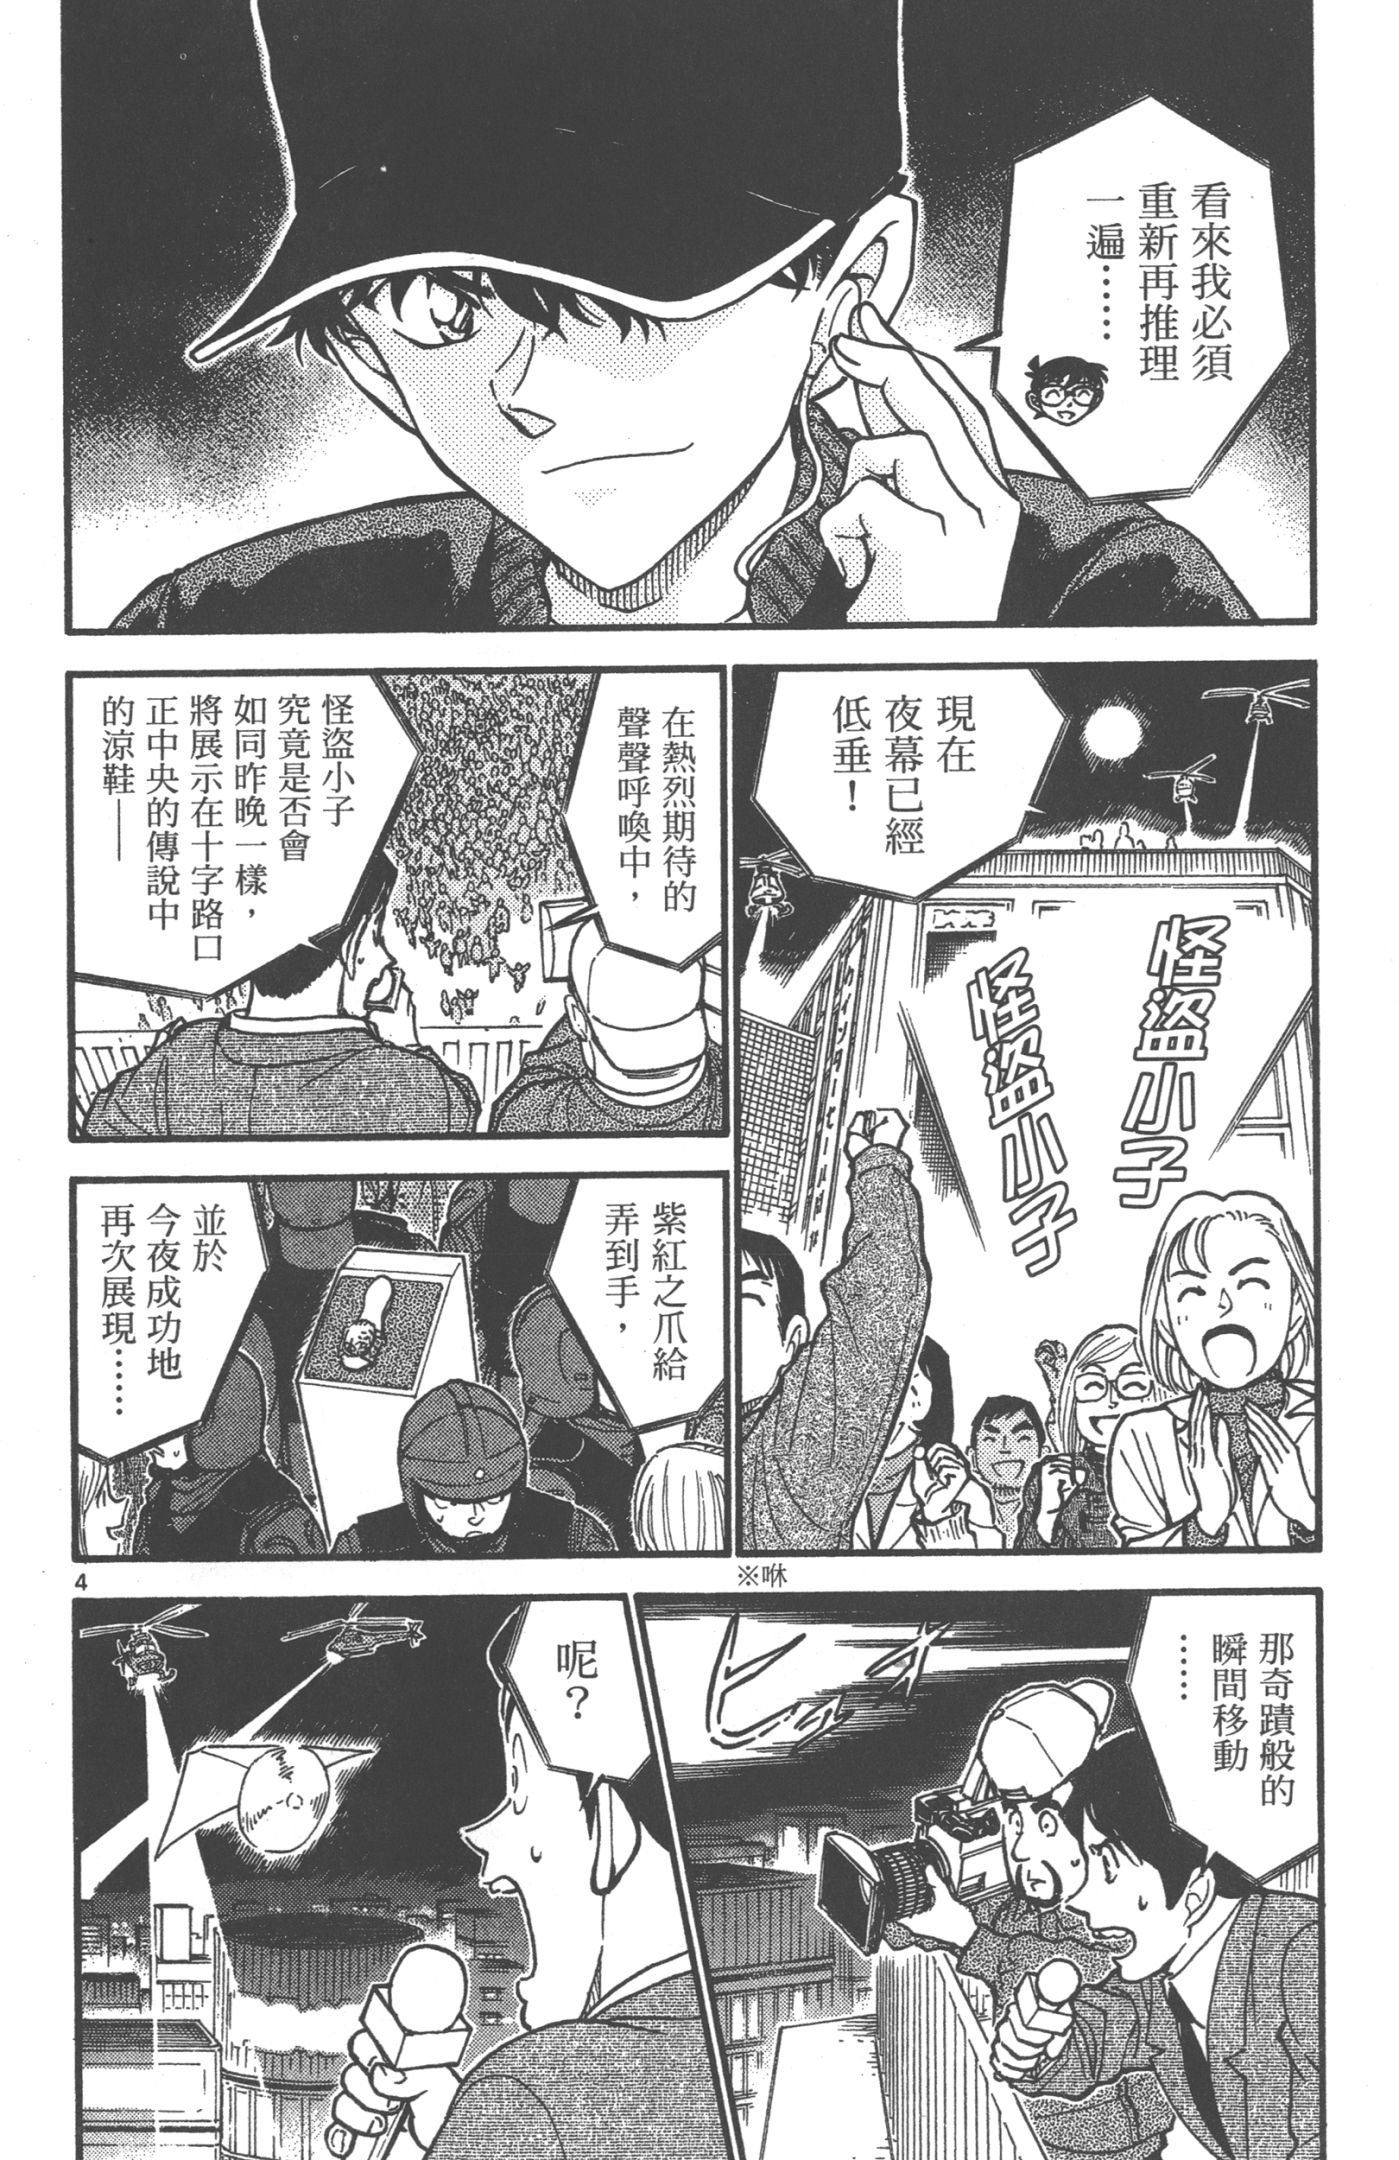 看來我必須
重新再推理
一遍……
現在
夜幕已經
低垂！
怪盜小子
怪盜小子
在熱烈期待的
聲聲呼喚中，
怪盜小子
究竟是否會
如同昨晚一樣，
將展示在十字路口
正中央的傳說中
的涼鞋——
紫紅之爪給
弄到手，
並於
今夜成功地
再次展現……
※咻
那奇蹟般的
瞬間移動
……
呢？
4